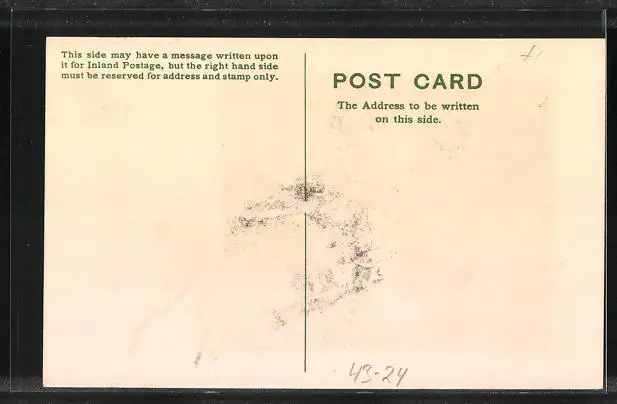 This side may have a message written upon
it for Inland Postage, but the right hand side
must be reserved for address and stamp only.
POST CARD
The Address to be written
on this side.
43-24